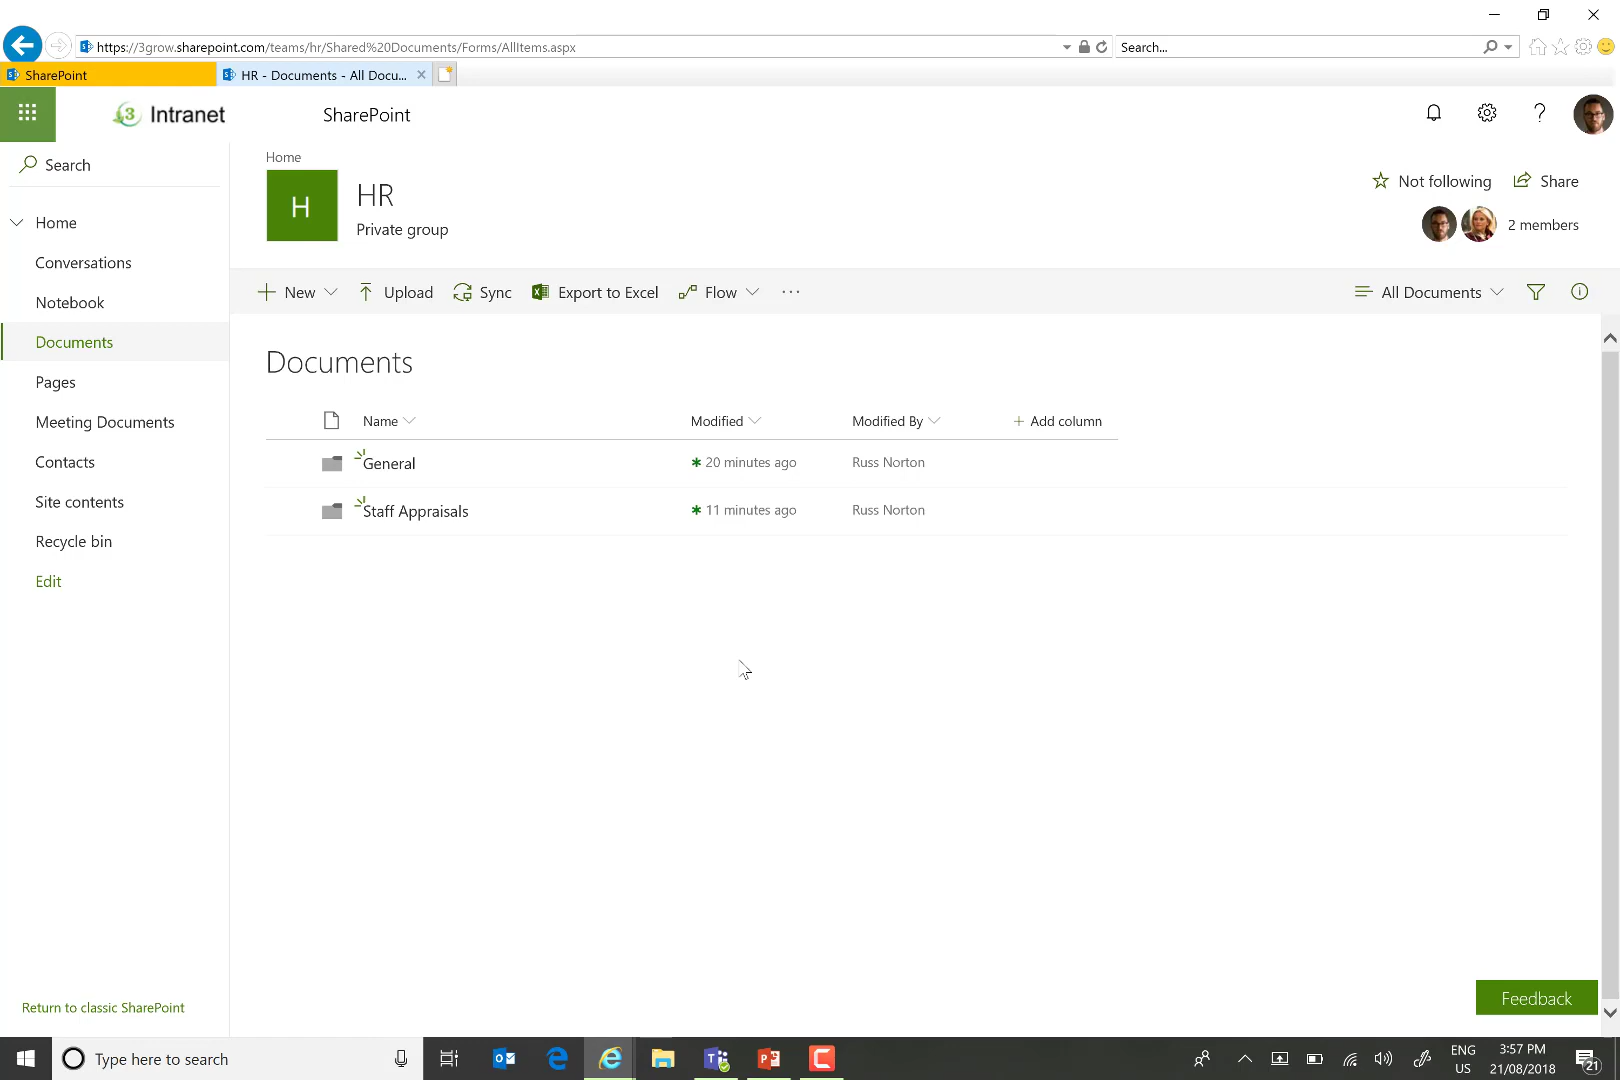 https://3grow.sharepoint.com/teams/hr/Shared%20Documents/Forms/AllItems.aspx
Search...
SharePoint
HR - Documents - All Docu...
3 Intranet
SharePoint
?
Search
Home
H
HR
Private group
Not following
Share
2 members
Home
Conversations
Notebook
Documents
Pages
Meeting Documents
Contacts
Site contents
Recycle bin
Edit
New
Upload
Sync
Export to Excel
Flow
...
All Documents
Documents
Name
Modified
Modified By
+ Add column
General
20 minutes ago
Russ Norton
Staff Appraisals
11 minutes ago
Russ Norton
Return to classic SharePoint
Feedback
Type here to search
ENG
US
3:57 PM
21/08/2018
21